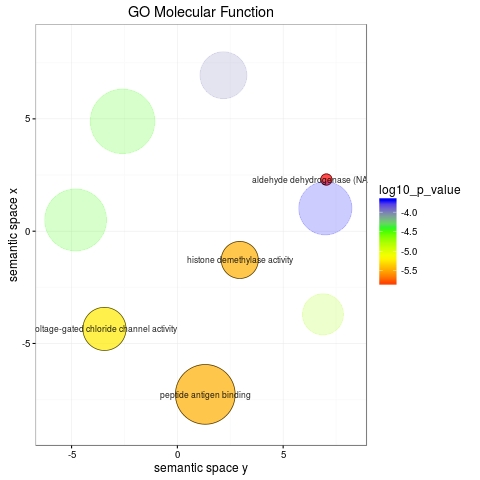 GO Molecular Function
semantic space x
5
0
-5
aldehyde dehydrogenase (NA
histone demethylase activity
oltage-gated chloride channel activity
peptide antigen binding
-5
0
5
semantic space y
log10_p_value
-4.0
-4.5
-5.0
-5.5